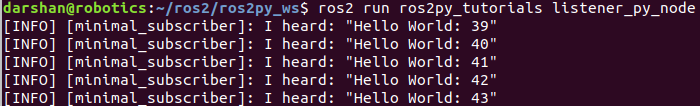 darshan@robotics:~/ros2/ros2py_ws$ ros2 run ros2py_tutorials listener_py_node
[INFO] [minimal_subscriber]: I heard: "Hello World: 39"
[INFO] [minimal_subscriber]: I heard: "Hello World: 40"
[INFO] [minimal_subscriber]: I heard: "Hello World: 41"
[INFO] [minimal_subscriber]: I heard: "Hello World: 42"
[INFO] [minimal_subscriber]: I heard: "Hello World: 43"